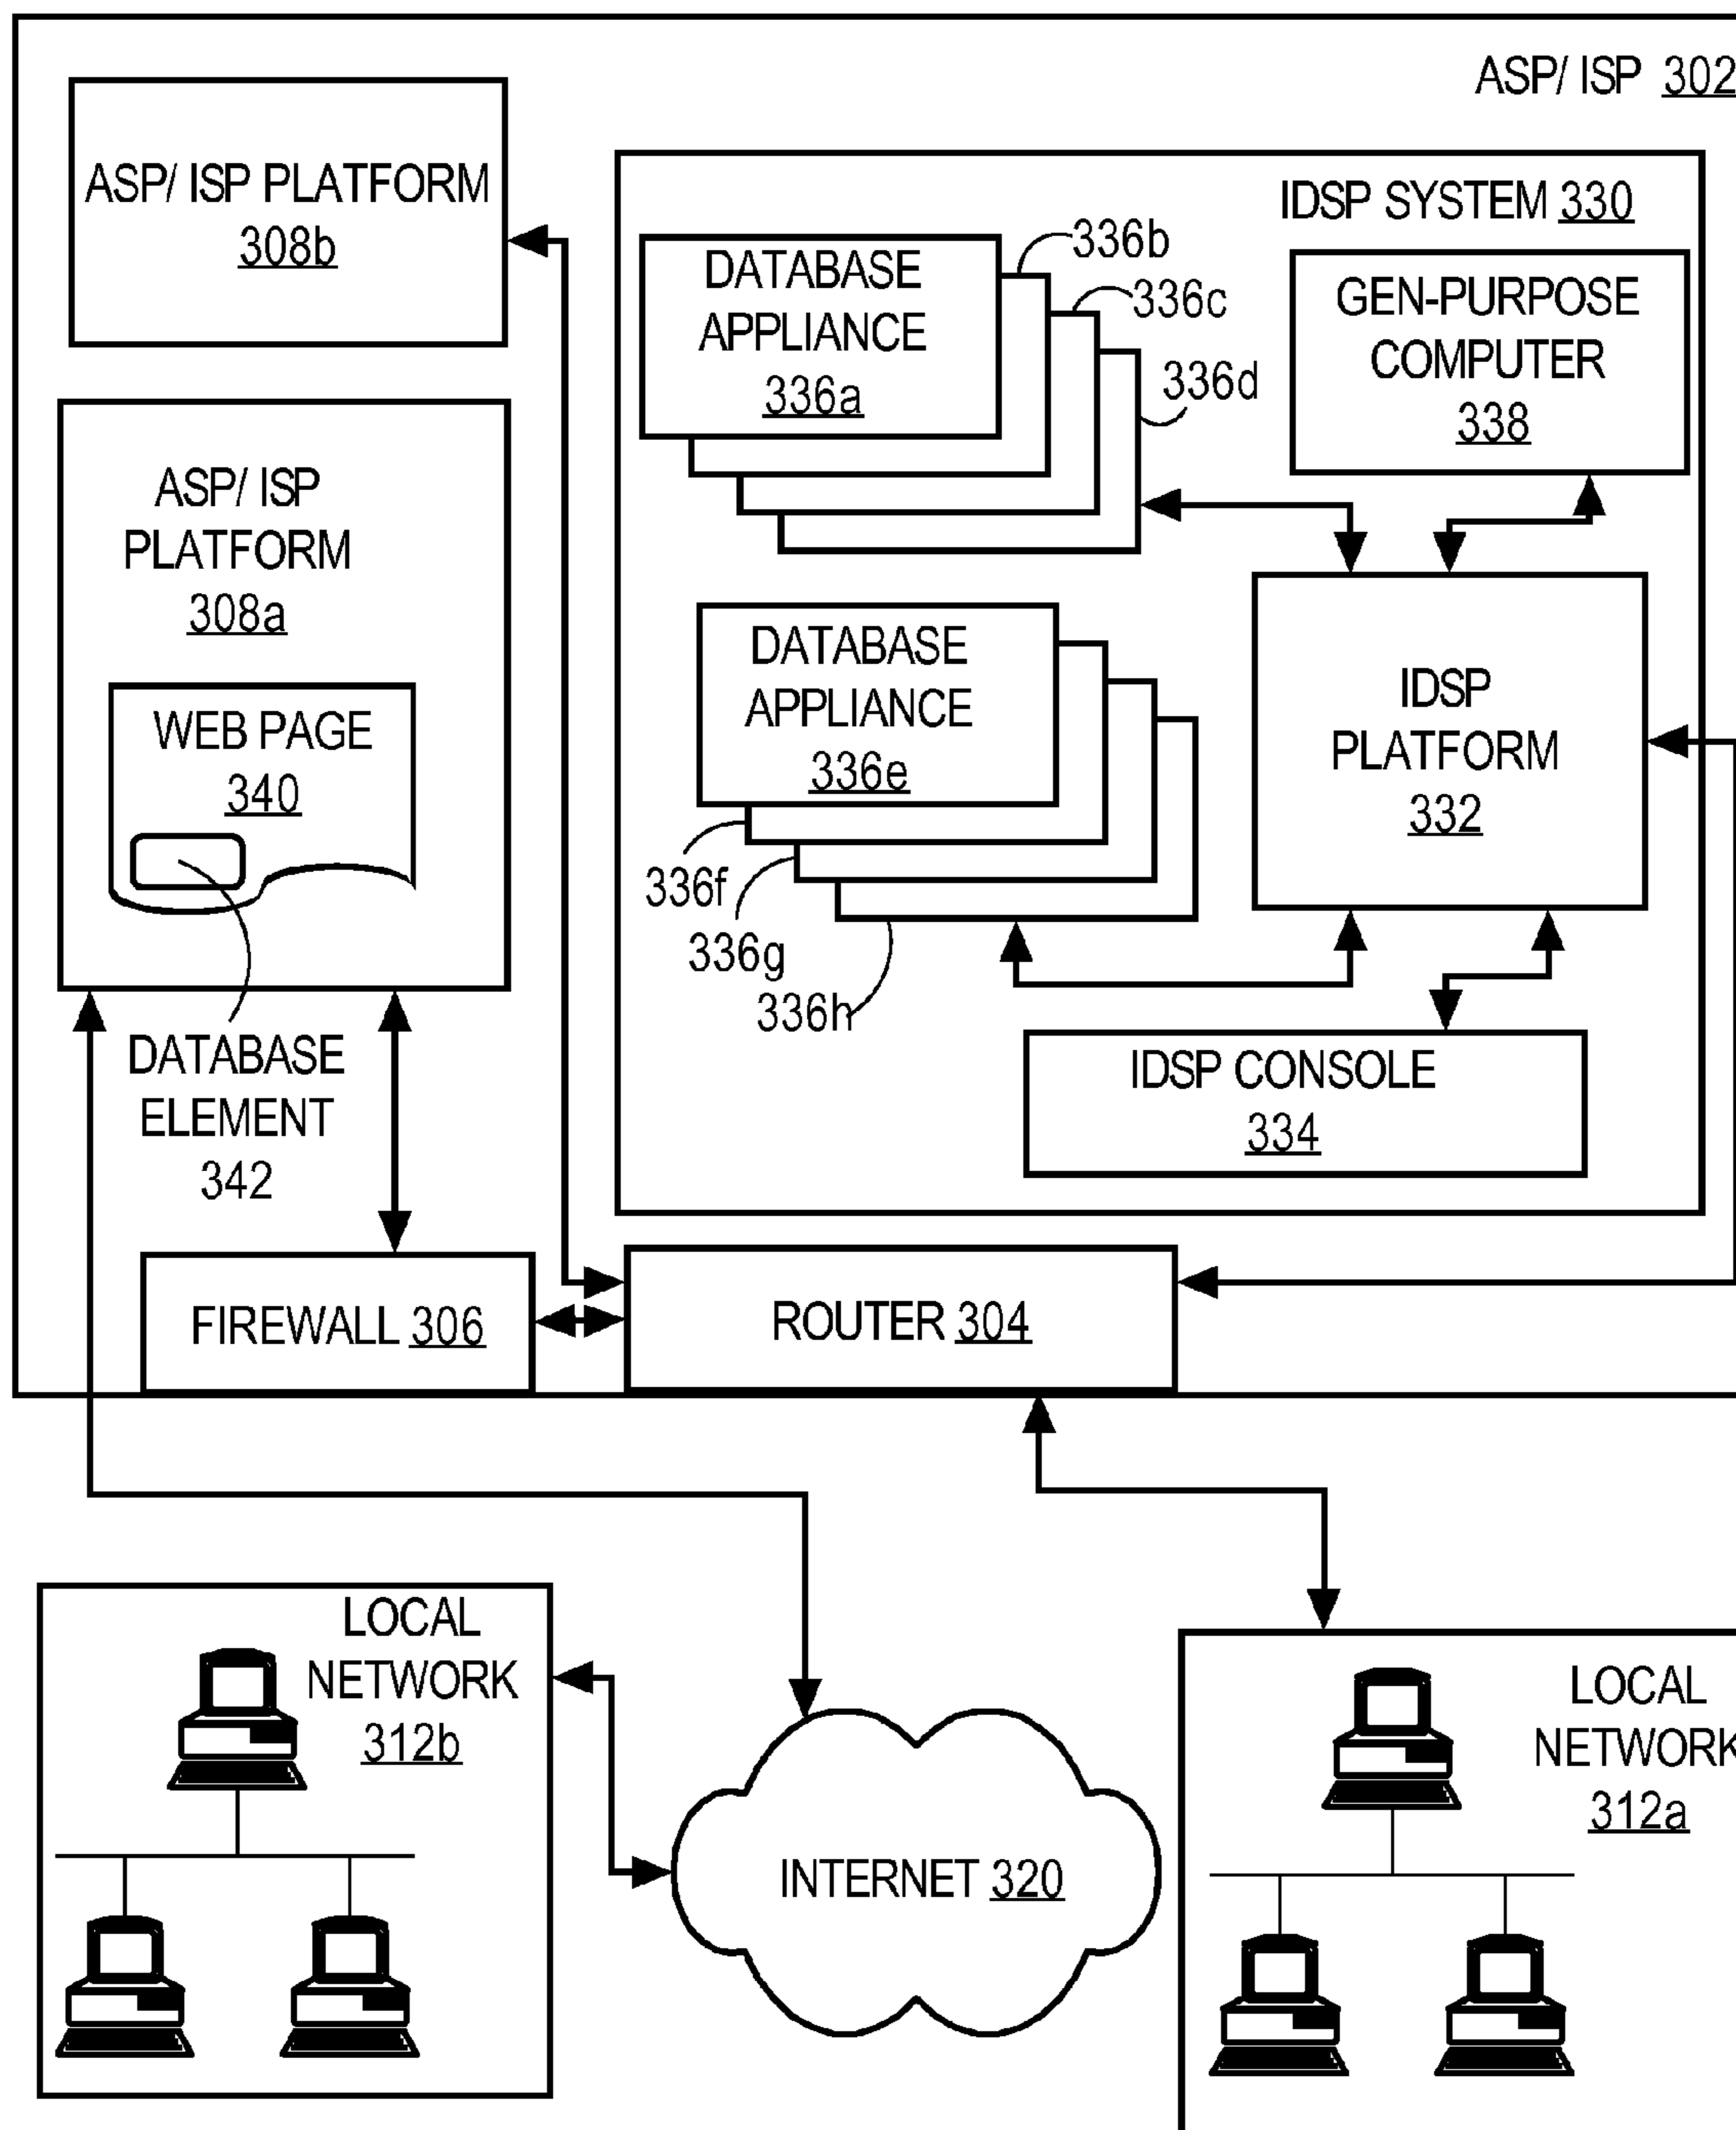 ASP/ ISP 302
ASP/ ISP PLATFORM
308b
IDSP SYSTEM 330
DATABASE
APPLIANCE
336a
336b
336c
336d
GEN-PURPOSE
COMPUTER
338
ASP/ ISP
PLATFORM
308a
WEB PAGE
340
DATABASE
APPLIANCE
336e
336f
336g
336h
IDSP
PLATFORM
332
DATABASE
ELEMENT
342
IDSP CONSOLE
334
FIREWALL 306
ROUTER 304
LOCAL
NETWORK
312b
INTERNET 320
LOCAL
NETWORK
312a